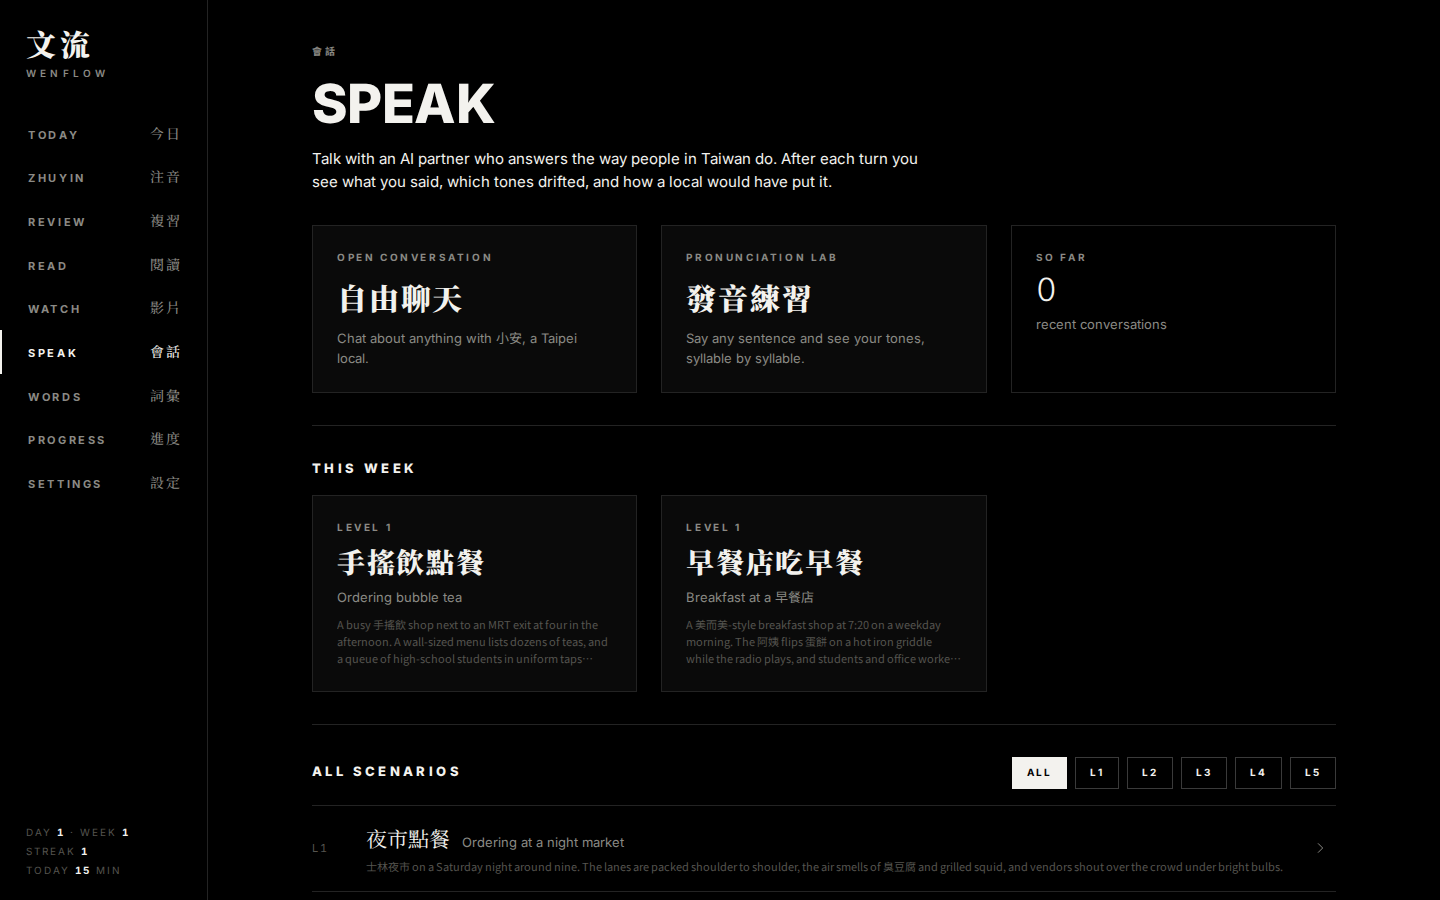 文流
WENFLOW
TODAY 今日
ZHUYIN 注音
REVIEW 複習
READ 閱讀
WATCH 影片
SPEAK 會話
WORDS 詞彙
PROGRESS 進度
SETTINGS 設定
DAY 1 · WEEK 1
STREAK 1
TODAY 15 MIN
會話
SPEAK
Talk with an AI partner who answers the way people in Taiwan do. After each turn you
see what you said, which tones drifted, and how a local would have put it.
OPEN CONVERSATION
自由聊天
Chat about anything with 小安, a Taipei
local.
PRONUNCIATION LAB
發音練習
Say any sentence and see your tones,
syllable by syllable.
SO FAR
0
recent conversations
THIS WEEK
LEVEL 1
手搖飲點餐
Ordering bubble tea
A busy 手搖飲 shop next to an MRT exit at four in the
afternoon. A wall-sized menu lists dozens of teas, and
a queue of high-school students in uniform taps…
LEVEL 1
早餐店吃早餐
Breakfast at a 早餐店
A 美而美-style breakfast shop at 7:20 on a weekday
morning. The 阿姨 flips 蛋餅 on a hot iron griddle
while the radio plays, and students and office worke…
ALL SCENARIOS
ALL L1 L2 L3 L4 L5
L1
夜市點餐 Ordering at a night market
士林夜市 on a Saturday night around nine. The lanes are packed shoulder to shoulder, the air smells of 臭豆腐 and grilled squid, and vendors shout over the crowd under bright bulbs.